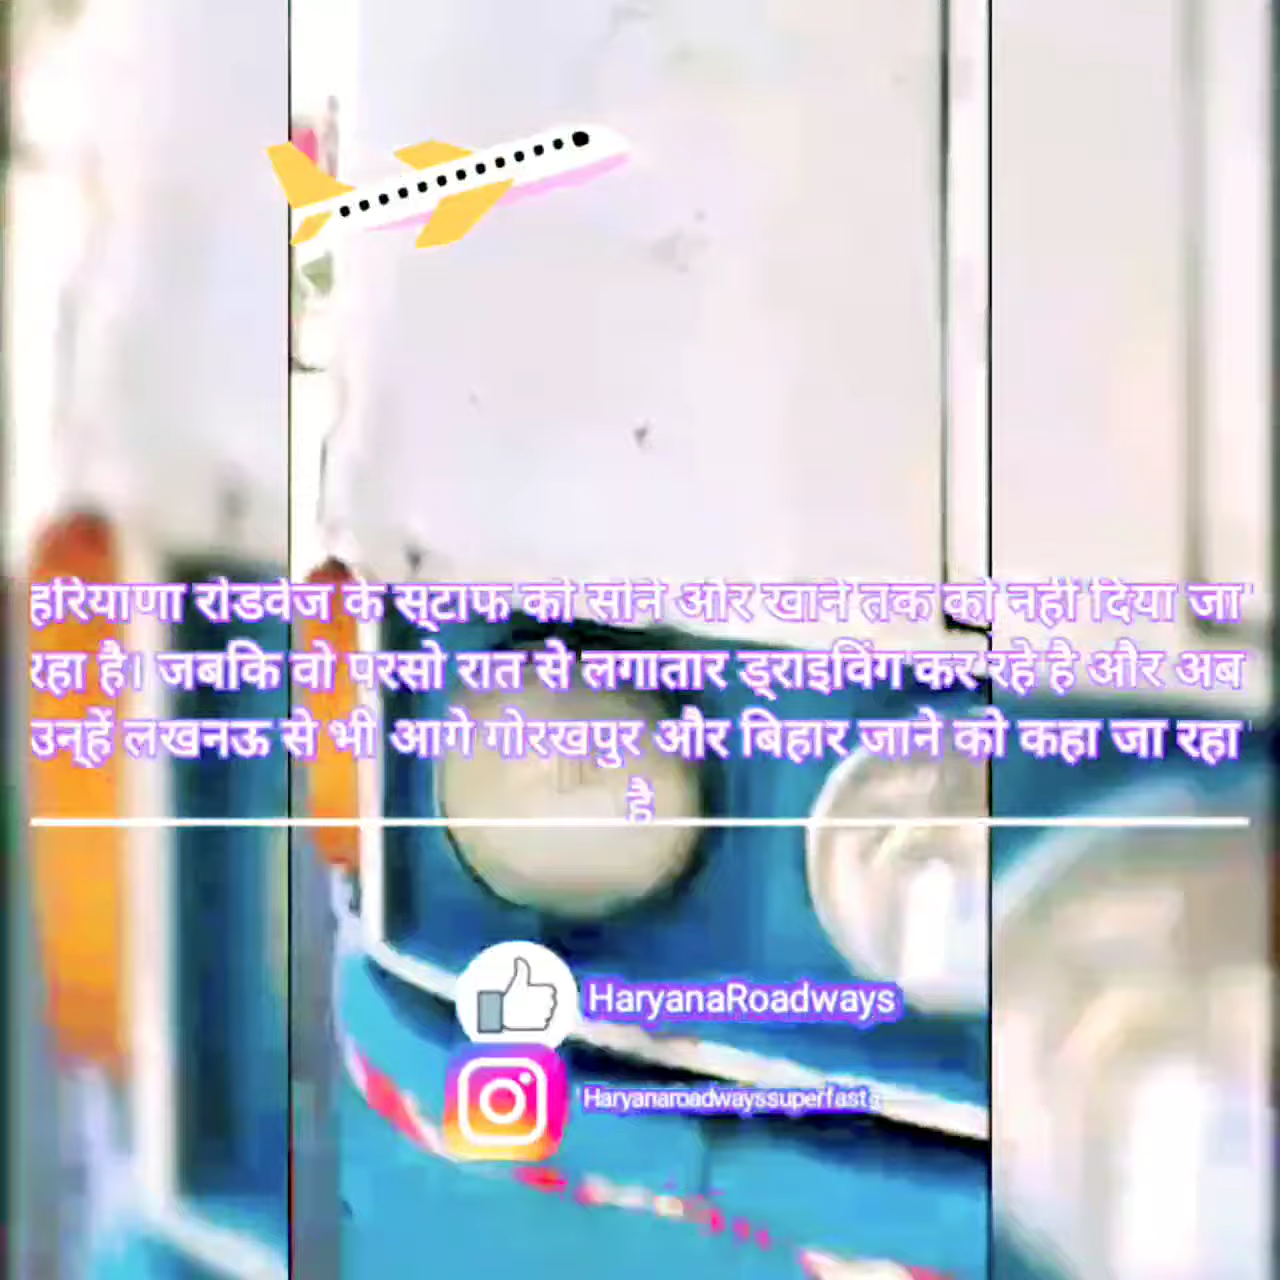 हरियाणा रोडवेज के स्टाफ को सोने और खाने तक को नहीं दिया जा
रहा है। जबकि वो परसो रात से लगातार ड्राइविंग कर रहे है और अब
उन्हें लखनऊ से भी आगे गोरखपुर और बिहार जाने को कहा जा रहा
है
HaryanaRoadways
Haryanaroadwayssuperfast